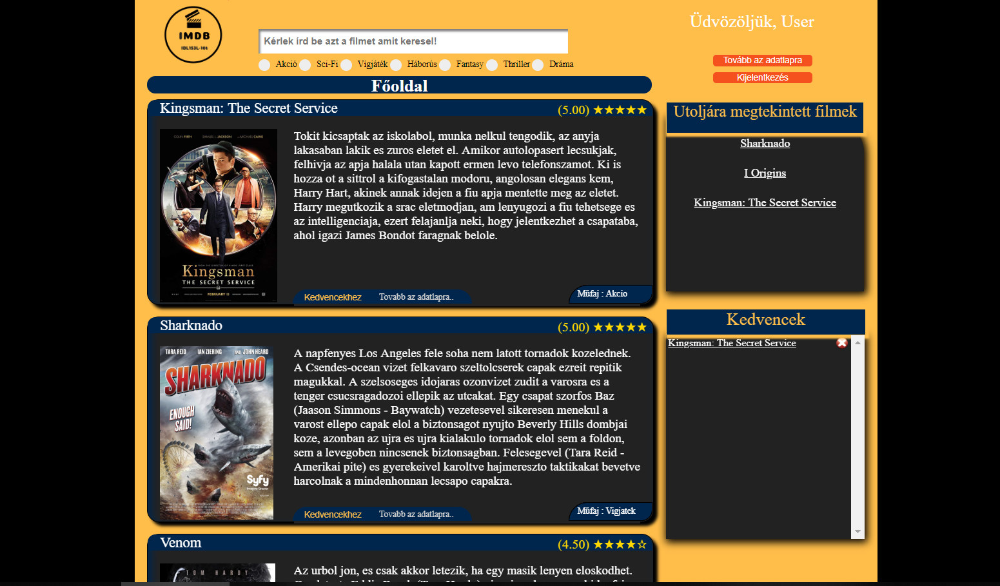 IMDB
IBL153L-10t
Üdvözöljük, User
Kérlek írd be azt a filmet amit keresel!
Akció Sci-Fi Vígjáték Háborús Fantasy Thriller Dráma
Tovább az adatlapra
Kijelentkezés
Főoldal
Kingsman: The Secret Service
(5.00) ★★★★★
COLIN FIRTH SAMUEL L. JACKSON AND MICHAEL CAINE
Kingsman
THE SECRET SERVICE
FEBRUARY 13
Tokit kicsaptak az iskolabol, munka nelkul tengodik, az anyja
lakasaban lakik es zuros eletet el. Amikor autolopasert lecsukjak,
felhivja az apja halala utan kapott ermen levo telefonszamot. Ki is
hozza ot a sittrol a kifogastalan modoru, angolosan elegans kem,
Harry Hart, akinek annak idejen a fiu apja mentette meg az eletet.
Harry megutkozik a srac eletmodjan, am lenyugozi a fiu tehetsege es
az intelligenciaja, ezert felajanlja neki, hogy jelentkezhet a csapataba,
ahol igazi James Bondot faragnak belole.
Kedvencekhez Tovabb az adatlapra..
Műfaj : Akcio
Sharknado
(5.00) ★★★★★
TARA REID IAN ZIERING AND JOHN HEARD
SHARKNADO
ENOUGH
SAID!
Syfy
Imagine Greater
A napfenyes Los Angeles fele soha nem latott tornadok kozelednek.
A Csendes-ocean vizet felkavaro szeltolcserek capak ezreit repitik
magukkal. A szelsoseges idojaras ozonvizet zudit a varosra es a
tenger csucsragadozoi ellepik az utcakat. Egy csapat szorfos Baz
(Jaason Simmons - Baywatch) vezetesevel sikeresen menekul a
varost ellepo capak elol a biztonsagot nyujto Beverly Hills dombjai
koze, azonban az ujra es ujra kialakulo tornadok elol sem a foldon,
sem a levegoben nincsenek biztonsagban. Felesegevel (Tara Reid -
Amerikai pite) es gyerekeivel karoltve hajmereszto taktikakat bevetve
harcolnak a mindenhonnan lecsapo capakra.
Kedvencekhez Tovabb az adatlapra..
Műfaj : Vigjatek
Venom
(4.50) ★★★★☆
TOM HARDY
Az urbol jon, es csak akkor letezik, ha egy masik lenyen eloskodhet.
Utoljára megtekintett filmek
Sharknado
I Origins
Kingsman: The Secret Service
Kedvencek
Kingsman: The Secret Service